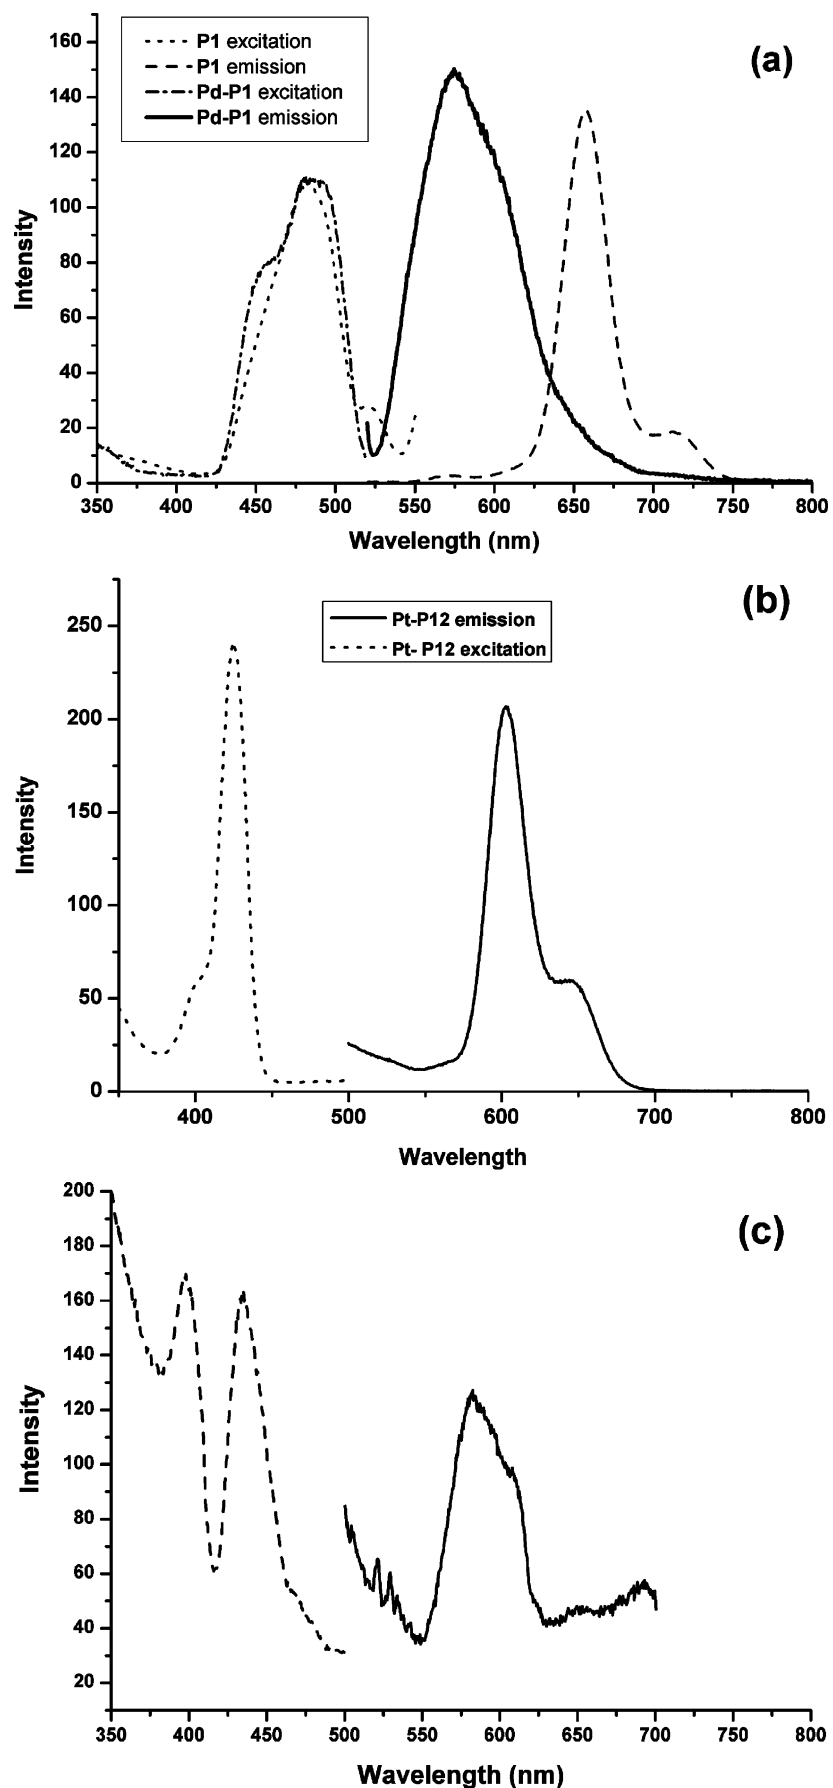 (a)
P1 excitation
P1 emission
Pd-P1 excitation
Pd-P1 emission
160
140
120
100
80
60
40
20
0
Intensity
350 400 450 500 550 600 650 700 750 800
Wavelength (nm)
(b)
Pt-P12 emission
Pt- P12 excitation
250
200
150
100
50
0
Intensity
400 500 600 700 800
Wavelength
(c)
200
180
160
140
120
100
80
60
40
20
Intensity
350 400 450 500 550 600 650 700 750 800
Wavelength (nm)